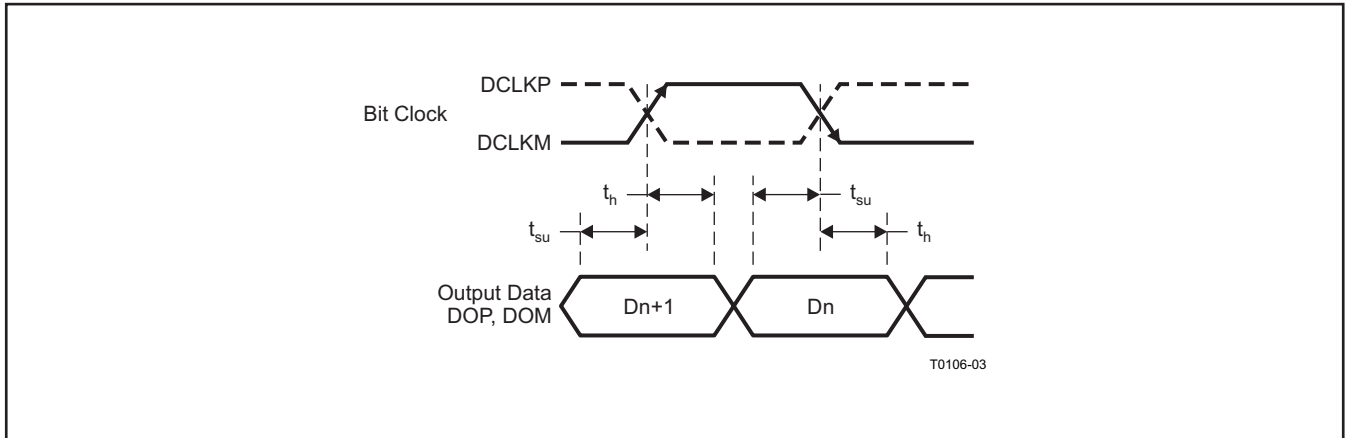 DCLKP
Bit Clock
DCLKM
t_h
t_su
t_su
t_h
Output Data
DOP, DOM
Dn+1
Dn
T0106-03